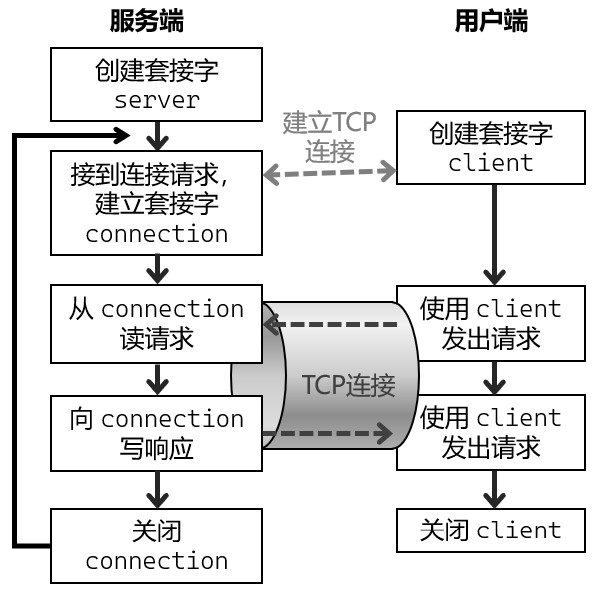 服务端
用户端
创建套接字
server
建立TCP
连接
创建套接字
client
接到连接请求，
建立套接字
connection
从 connection
读请求
使用 client
发出请求
TCP连接
向 connection
写响应
使用 client
发出请求
关闭
connection
关闭 client